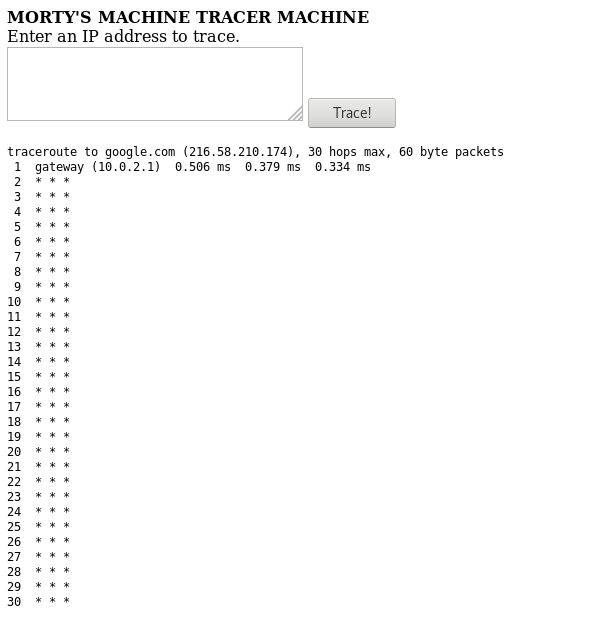 MORTY'S MACHINE TRACER MACHINE
Enter an IP address to trace.
Trace!
traceroute to google.com (216.58.210.174), 30 hops max, 60 byte packets
 1  gateway (10.0.2.1)  0.506 ms  0.379 ms  0.334 ms
 2  * * *
 3  * * *
 4  * * *
 5  * * *
 6  * * *
 7  * * *
 8  * * *
 9  * * *
10  * * *
11  * * *
12  * * *
13  * * *
14  * * *
15  * * *
16  * * *
17  * * *
18  * * *
19  * * *
20  * * *
21  * * *
22  * * *
23  * * *
24  * * *
25  * * *
26  * * *
27  * * *
28  * * *
29  * * *
30  * * *